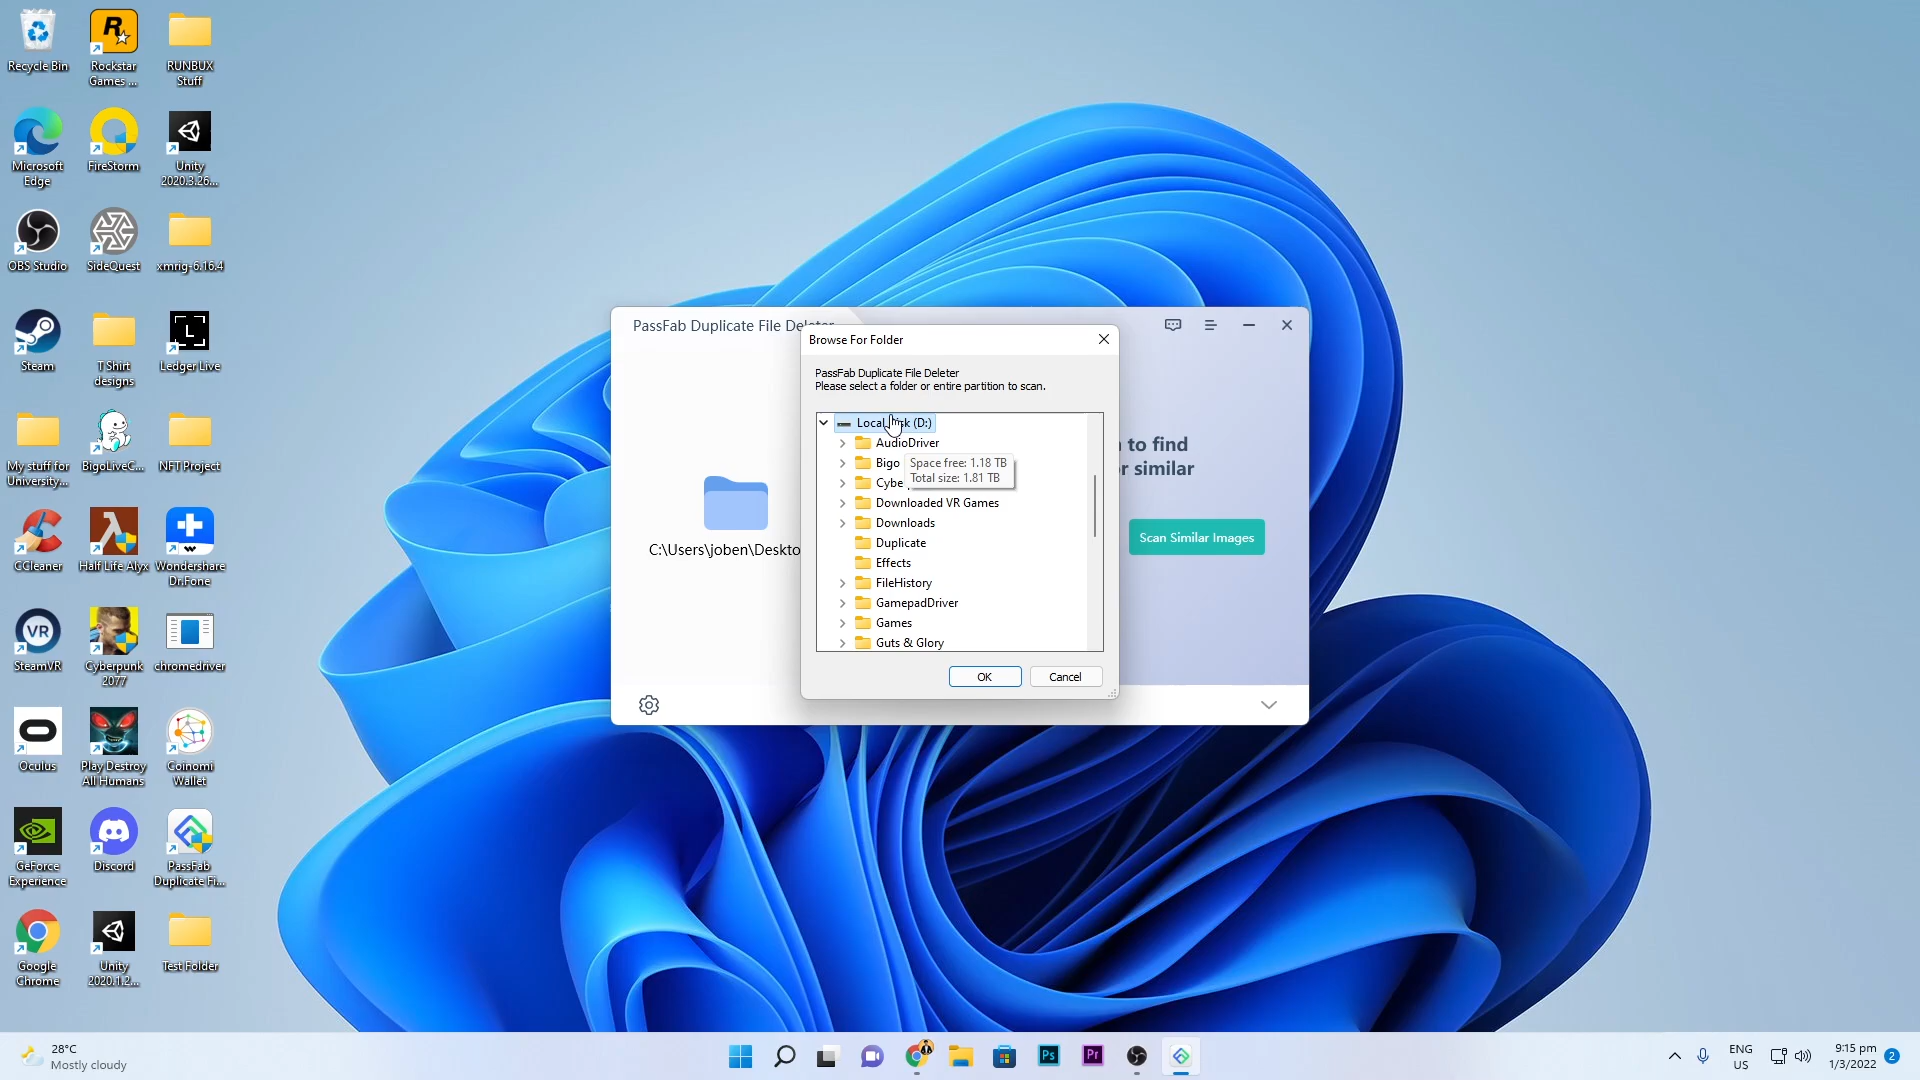 Recycle Bin
Rockstar
Games ...
RUNBUX
Stuff
Microsoft
Edge
FireStorm
Unity
2020.3.26...
OBS Studio
SideQuest
xmrig-6.16.4
Steam
T Shirt
designs
Ledger Live
My stuff for
University...
BigoLiveC...
NFT Project
CCleaner
Half Life Alyx
Wondershare
Dr.Fone
SteamVR
Cyberpunk
2077
chromedriver
Oculus
Play Destroy
All Humans
Coinomi
Wallet
GeForce
Experience
Discord
PassFab
Duplicate Fi...
Google
Chrome
Unity
2020.1.2...
Test Folder
PassFab Duplicate File Deleter
C:\Users\joben\Deskto
to find
r similar
Scan Similar Images
Browse For Folder
PassFab Duplicate File Deleter
Please select a folder or entire partition to scan.
Local Disk (D:)
AudioDriver
Bigo
Space free: 1.18 TB
Total size: 1.81 TB
Cybe
Downloaded VR Games
Downloads
Duplicate
Effects
FileHistory
GamepadDriver
Games
Guts & Glory
OK
Cancel
28°C
Mostly cloudy
Ps
Pr
ENG
US
9:15 pm
1/3/2022
2